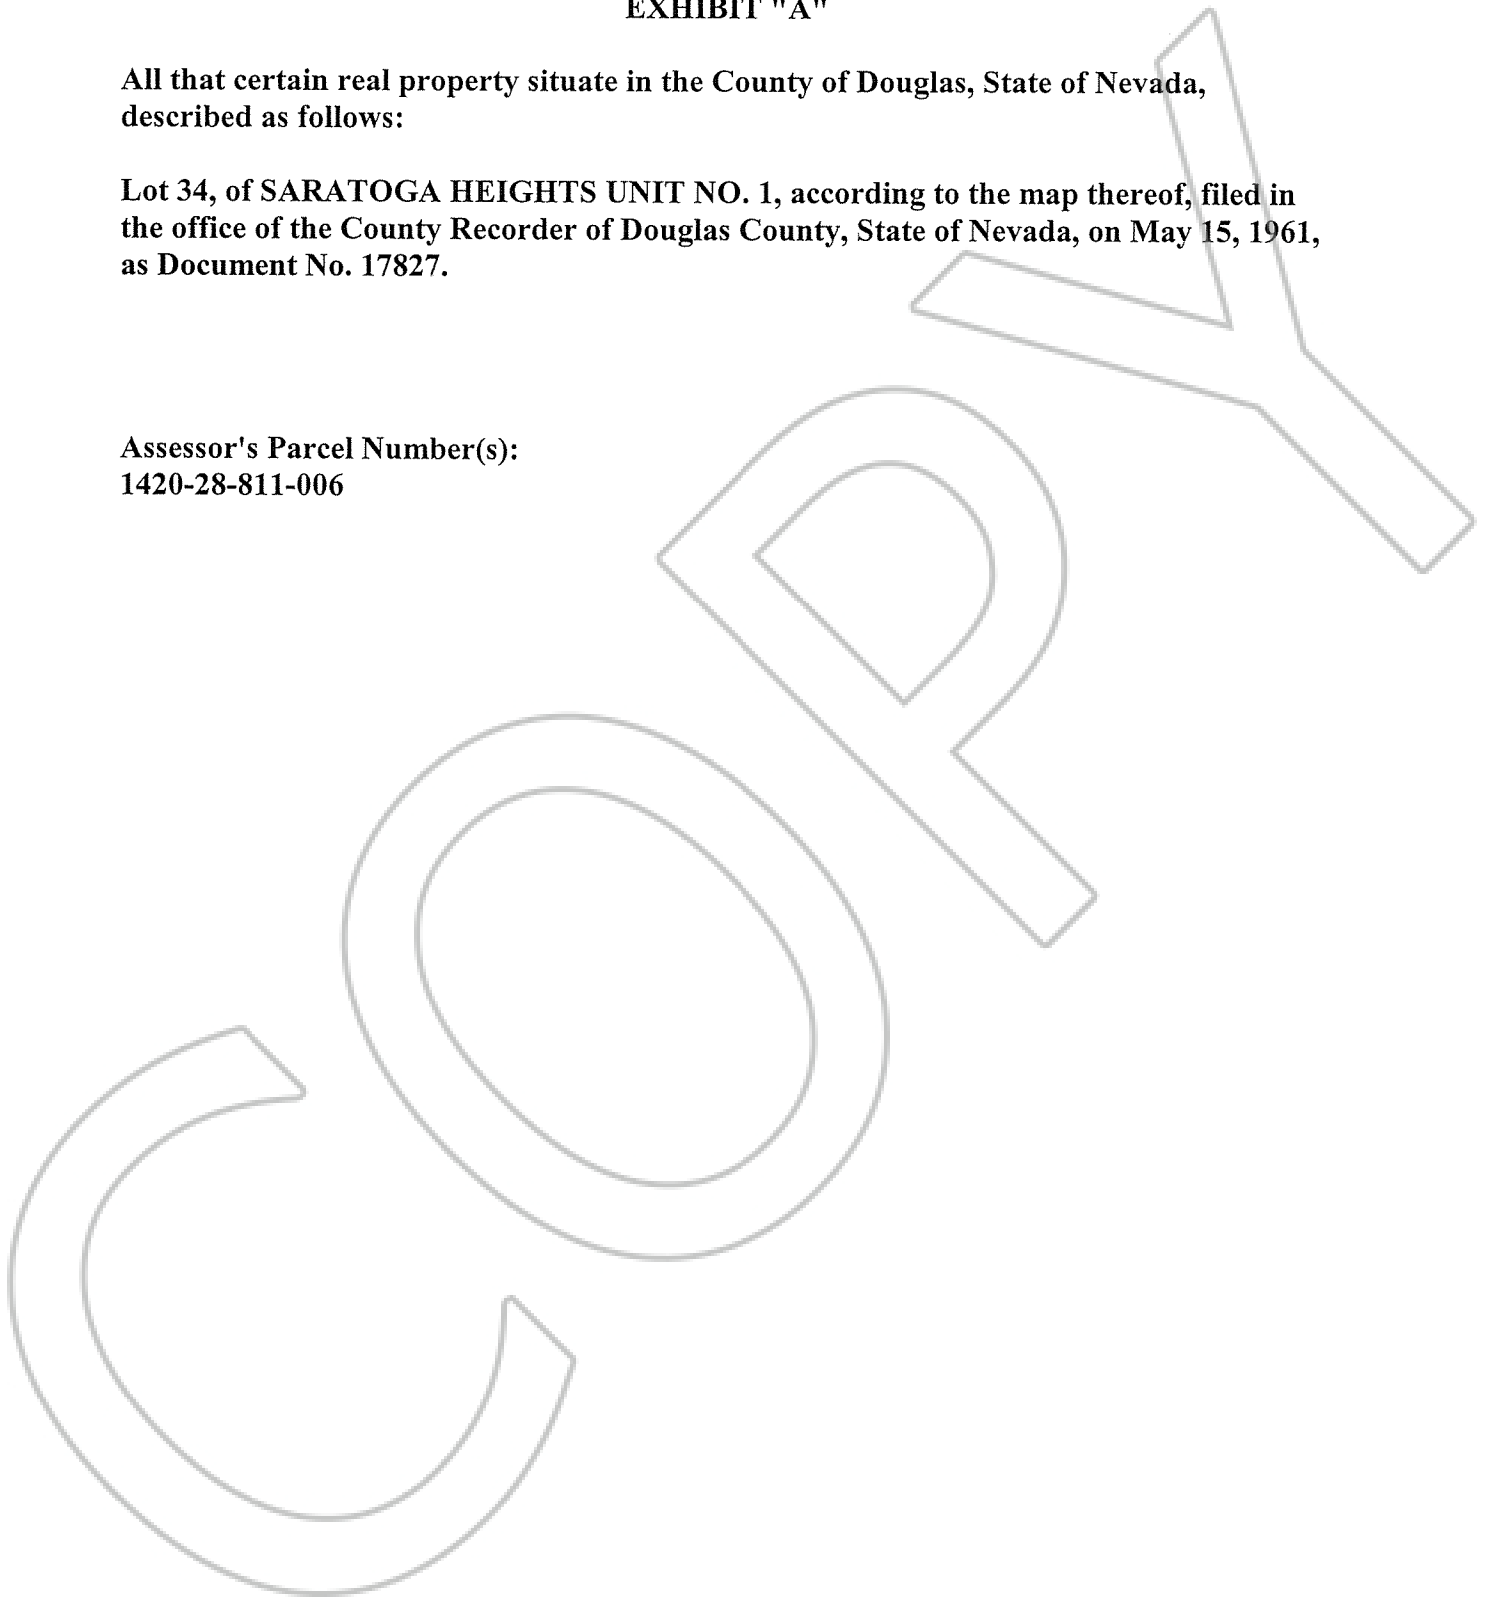 EXHIBIT "A"
All that certain real property situate in the County of Douglas, State of Nevada,
described as follows:
Lot 34, of SARATOGA HEIGHTS UNIT NO. 1, according to the map thereof, filed in
the office of the County Recorder of Douglas County, State of Nevada, on May 15, 1961,
as Document No. 17827.
Assessor's Parcel Number(s):
1420-28-811-006
COPY